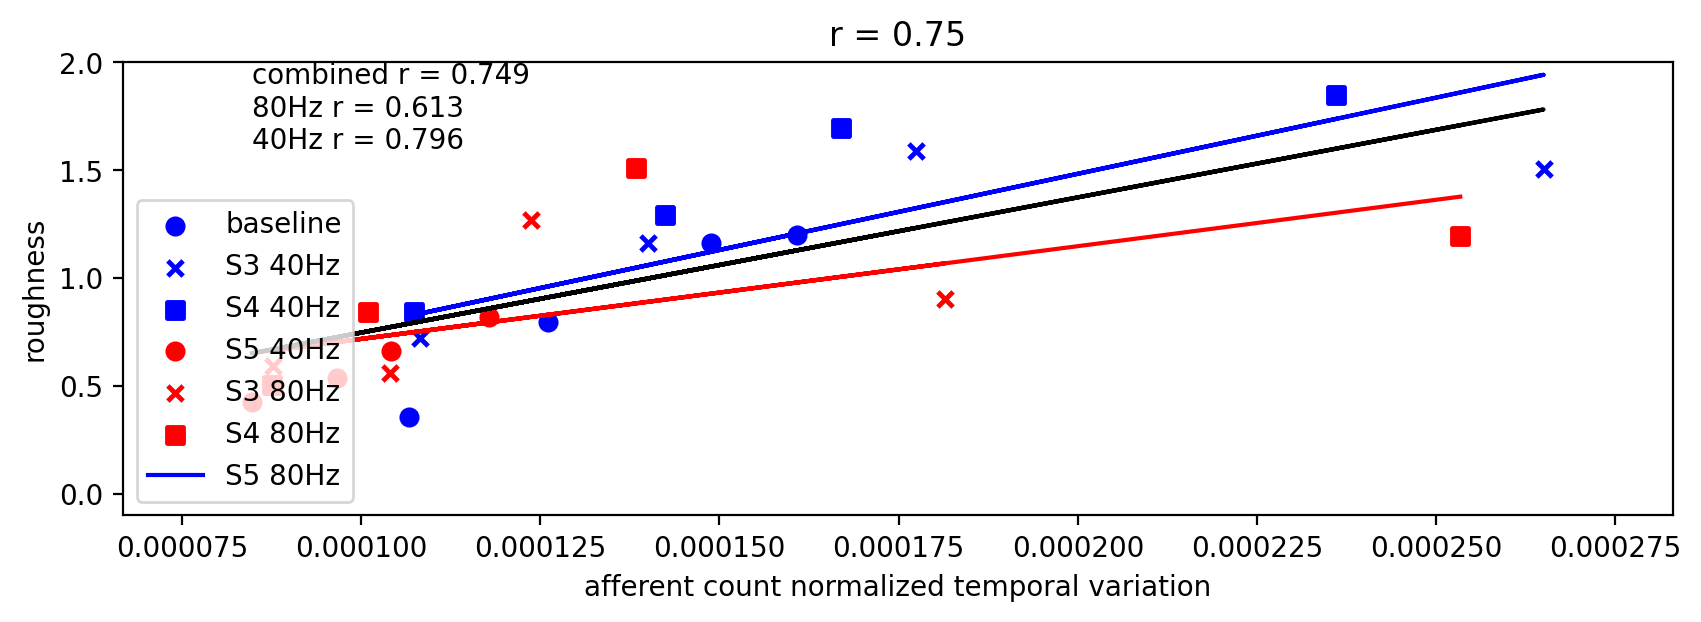 r = 0.75
combined r = 0.749
80Hz r = 0.613
40Hz r = 0.796
2.0
1.5
1.0
0.5
0.0
roughness
baseline
S3 40Hz
S4 40Hz
S5 40Hz
S3 80Hz
S4 80Hz
S5 80Hz
0.000075 0.000100 0.000125 0.000150 0.000175 0.000200 0.000225 0.000250 0.000275
afferent count normalized temporal variation